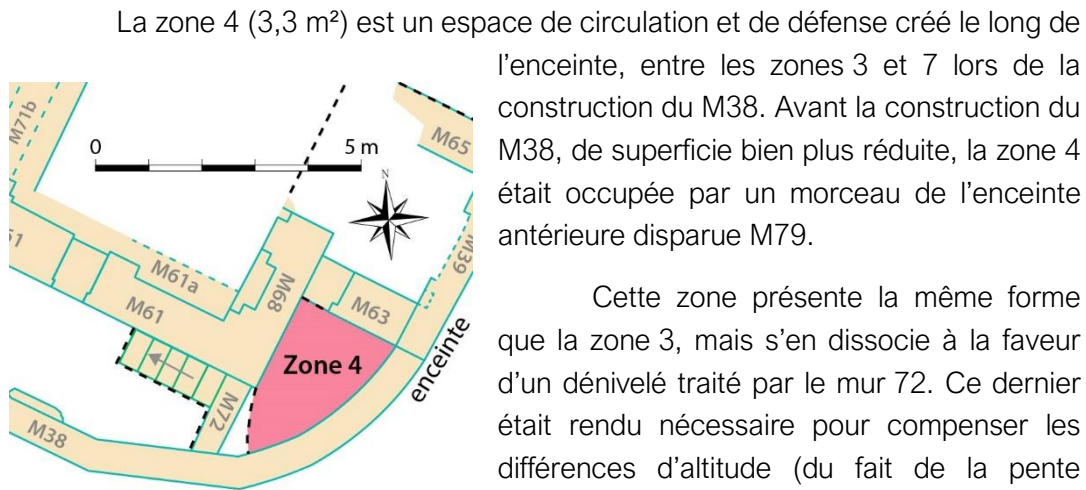 La zone 4 (3,3 m²) est un espace de circulation et de défense créé le long de
l'enceinte, entre les zones 3 et 7 lors de la
construction du M38. Avant la construction du
M38, de superficie bien plus réduite, la zone 4
était occupée par un morceau de l'enceinte
antérieure disparue M79.
Cette zone présente la même forme
que la zone 3, mais s'en dissocie à la faveur
d'un dénivelé traité par le mur 72. Ce dernier
était rendu nécessaire pour compenser les
différences d'altitude (du fait de la pente
M71b
0
5 m
M65
N
51
M61a
M68
M39
M61
M63
Zone 4
enceinte
M72
M38